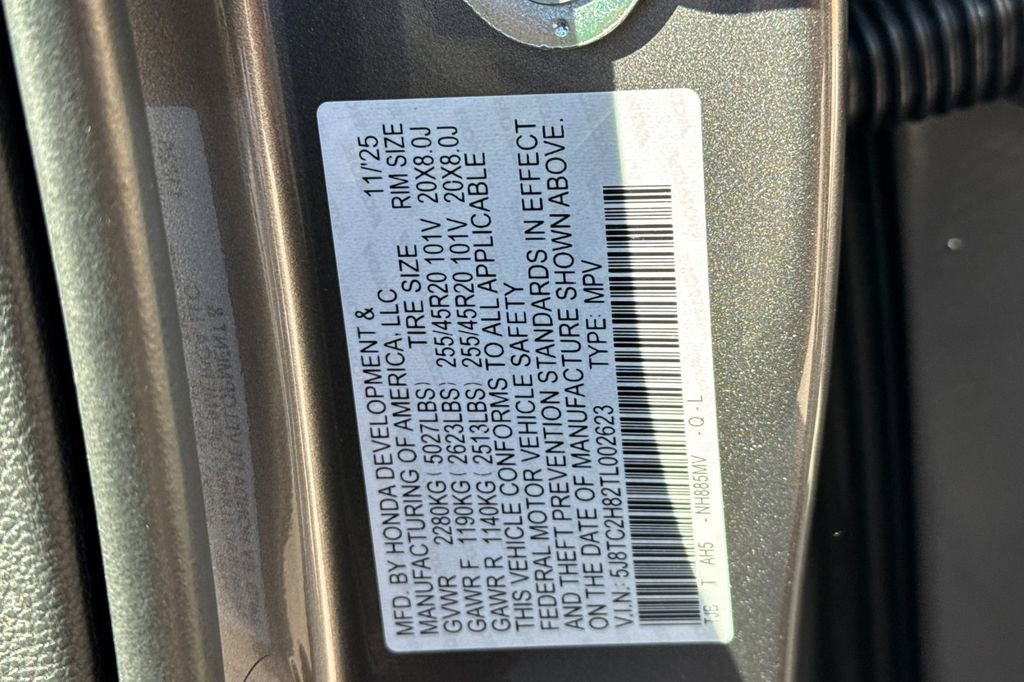 MFD. BY HONDA DEVELOPMENT & 11/'25
MANUFACTURING OF AMERICA, LLC
TIRE SIZE RIM SIZE
GVWR 2280KG ( 5027LBS) 255/45R20 101V 20X8.0J
GAWR F 1190KG ( 2623LBS) 255/45R20 101V 20X8.0J
GAWR R 1140KG ( 2513LBS)
THIS VEHICLE CONFORMS TO ALL APPLICABLE
FEDERAL MOTOR VEHICLE SAFETY
AND THEFT PREVENTION STANDARDS IN EFFECT
ON THE DATE OF MANUFACTURE SHOWN ABOVE.
V.I.N.: 5J8TC2H82TL002623 TYPE: MPV
TJB T AH5 -NH885MV -Q-L